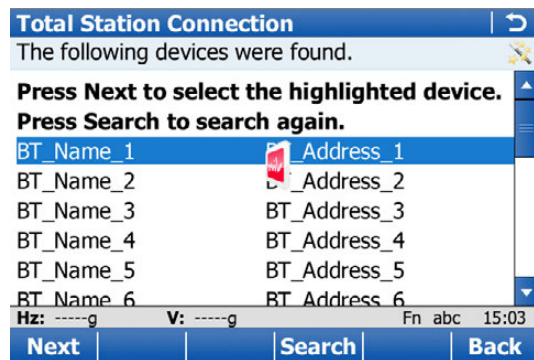 Total Station Connection
The following devices were found.
Press Next to select the highlighted device.
Press Search to search again.
BT_Name_1 _Address_1
BT_Name_2 _Address_2
BT_Name_3 BT_Address_3
BT_Name_4 BT_Address_4
BT_Name_5 BT_Address_5
BT_Name_6 BT_Address_6
Hz: -----g V: -----g Fn abc 15:03
Next Search Back